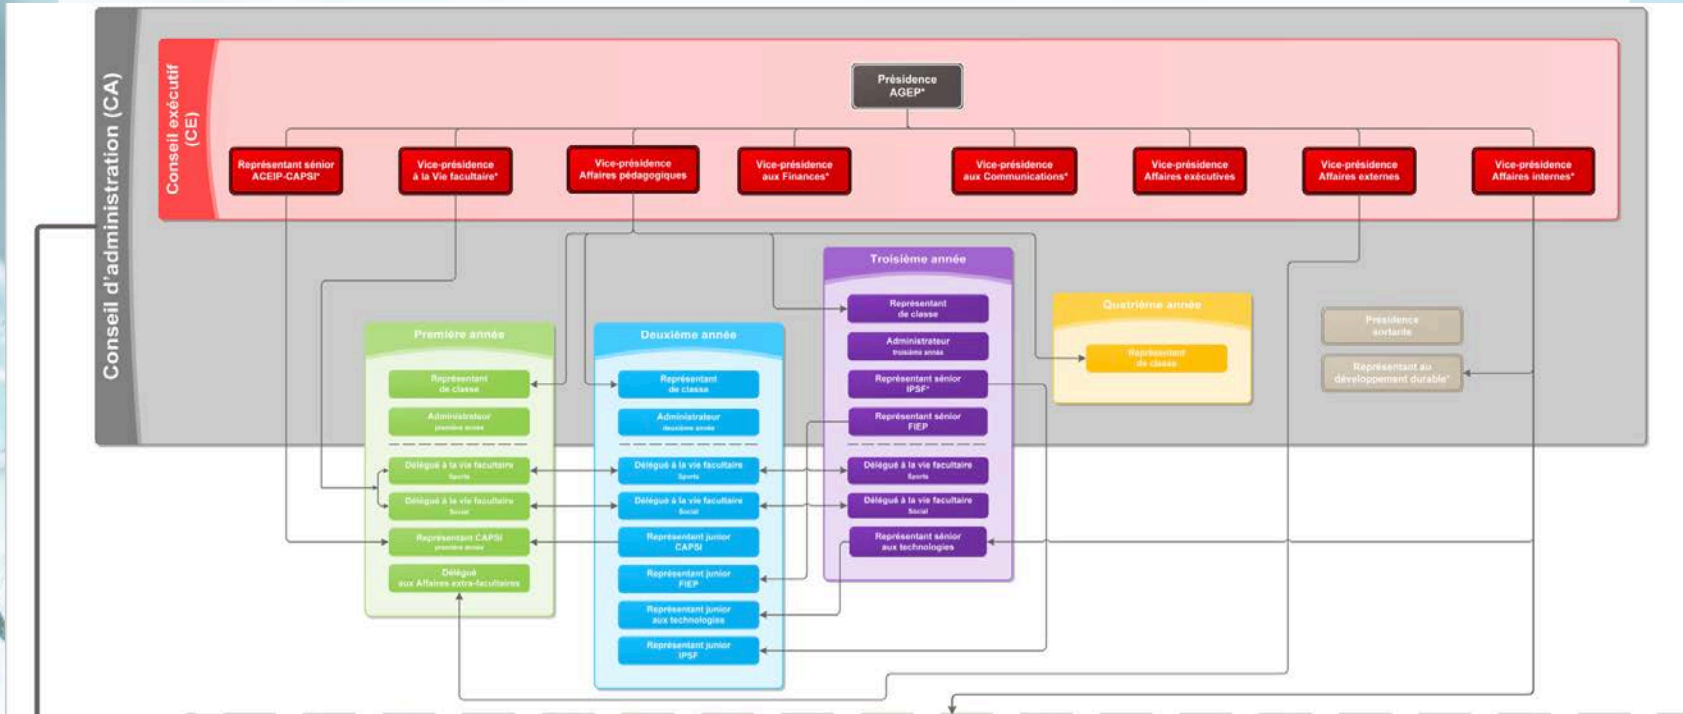 Conseil d'administration (CA)
Conseil exécutif
(CE)
Présidence
AGEP*
Représentant sénior
ACEIP-CAPSI*
Vice-présidence
à la Vie facultaire*
Vice-présidence
Affaires pédagogiques
Vice-présidence
aux Finances*
Vice-présidence
aux Communications*
Vice-présidence
Affaires exécutives
Vice-présidence
Affaires externes
Vice-présidence
Affaires internes*
Première année
Représentant
de classe
Administrateur
première année
Délégué à la vie facultaire
Sports
Délégué à la vie facultaire
Social
Représentant CAPSI
première année
Délégué
aux Affaires extra-facultaires
Deuxième année
Représentant
de classe
Administrateur
deuxième année
Délégué à la vie facultaire
Sports
Délégué à la vie facultaire
Social
Représentant junior
CAPSI
Représentant junior
FIEP
Représentant junior
aux technologies
Représentant junior
IPSF
Troisième année
Représentant
de classe
Administrateur
troisième année
Représentant sénior
IPSF*
Représentant sénior
FIEP
Délégué à la vie facultaire
Sports
Délégué à la vie facultaire
Social
Représentant sénior
aux technologies
Quatrième année
Représentant
de classe
Présidence
sortante
Représentant au
développement durable*